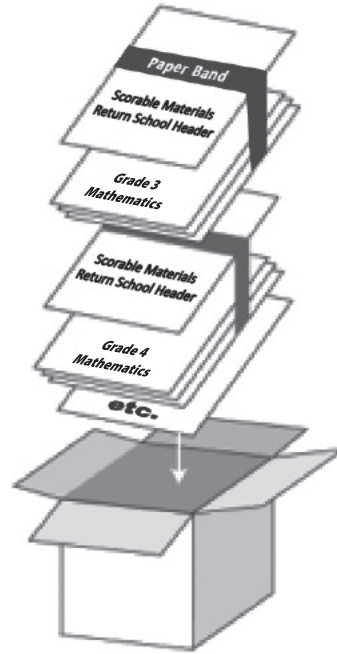 Paper Band
Scorable Materials
Return School Header
Grade 3
Mathematics
Scorable Materials
Return School Header
Grade 4
Mathematics
etc.